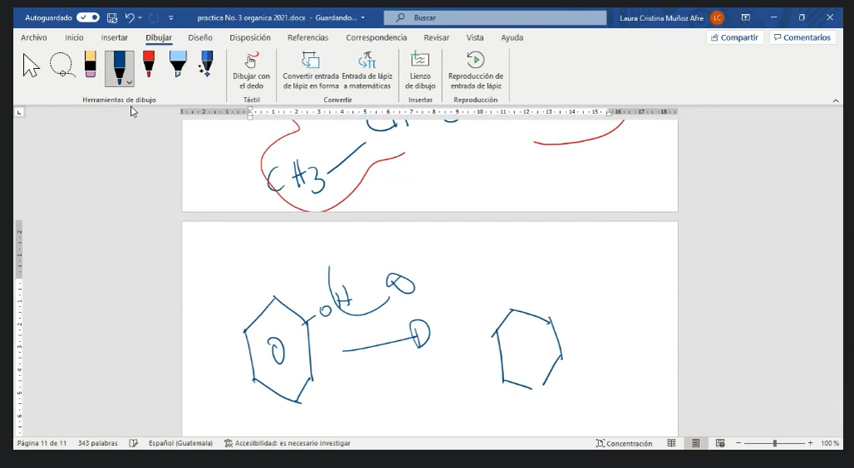 Autoguardado practica No. 3 organica 2021.docx - Guardando... Buscar Laura Cristina Muñoz Afre LC
Archivo Inicio Insertar Dibujar Diseño Disposición Referencias Correspondencia Revisar Vista Ayuda Compartir Comentarios
Dibujar con el dedo
Convertir entrada de lápiz en forma
Entrada de lápiz a matemáticas
Lienzo de dibujo
Reproducción de entrada de lápiz
Herramientas de dibujo Táctil Convertir Insertar Reproducción
CH3
OH
D
O
Página 11 de 11 343 palabras Español (Guatemala) Accesibilidad: es necesario investigar Concentración 100 %